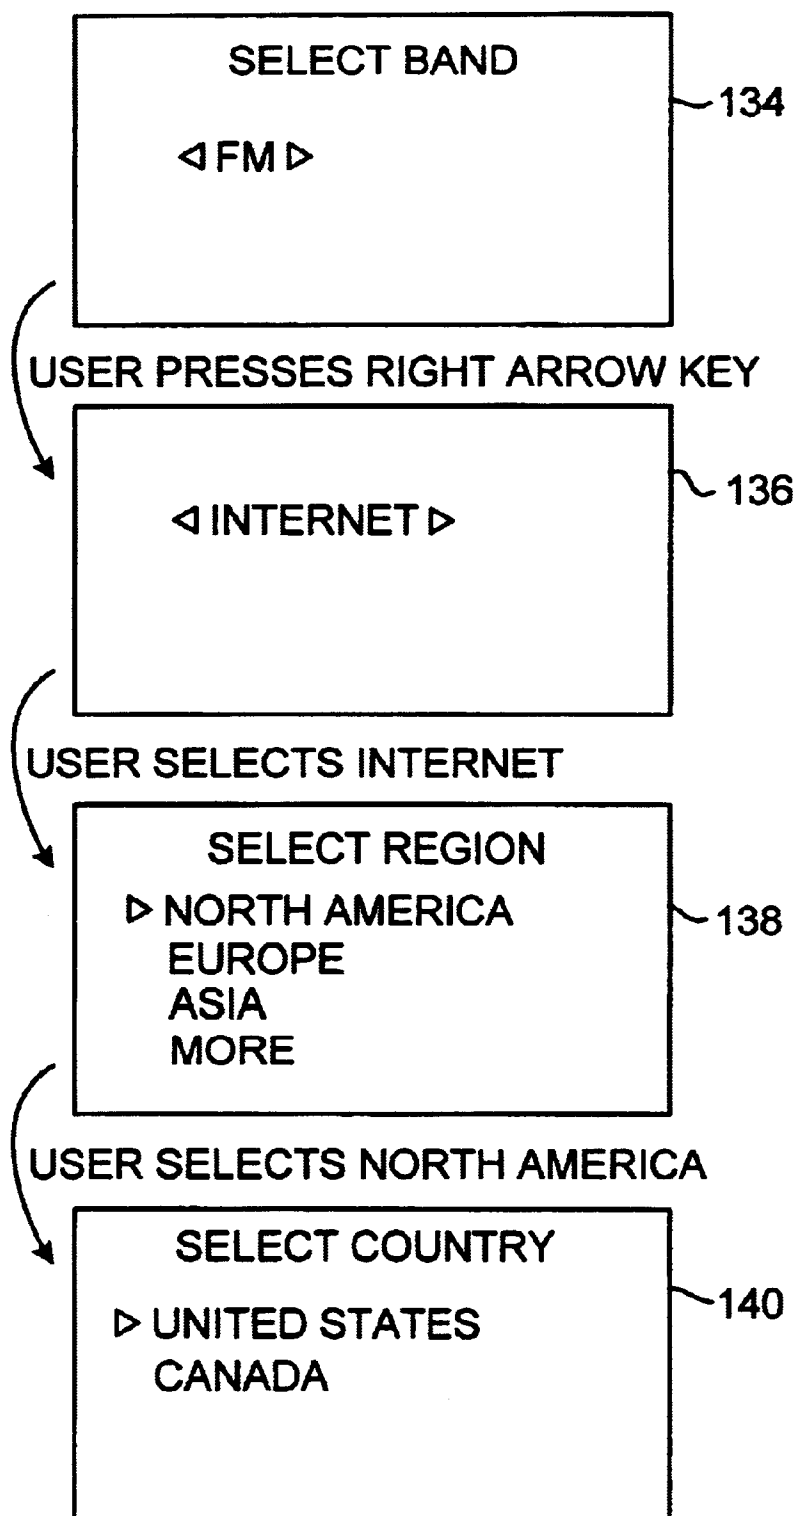 SELECT BAND
134
◁ FM ▷
USER PRESSES RIGHT ARROW KEY
136
◁ INTERNET ▷
USER SELECTS INTERNET
SELECT REGION
▷ NORTH AMERICA
138
EUROPE
ASIA
MORE
USER SELECTS NORTH AMERICA
SELECT COUNTRY
140
▷ UNITED STATES
CANADA